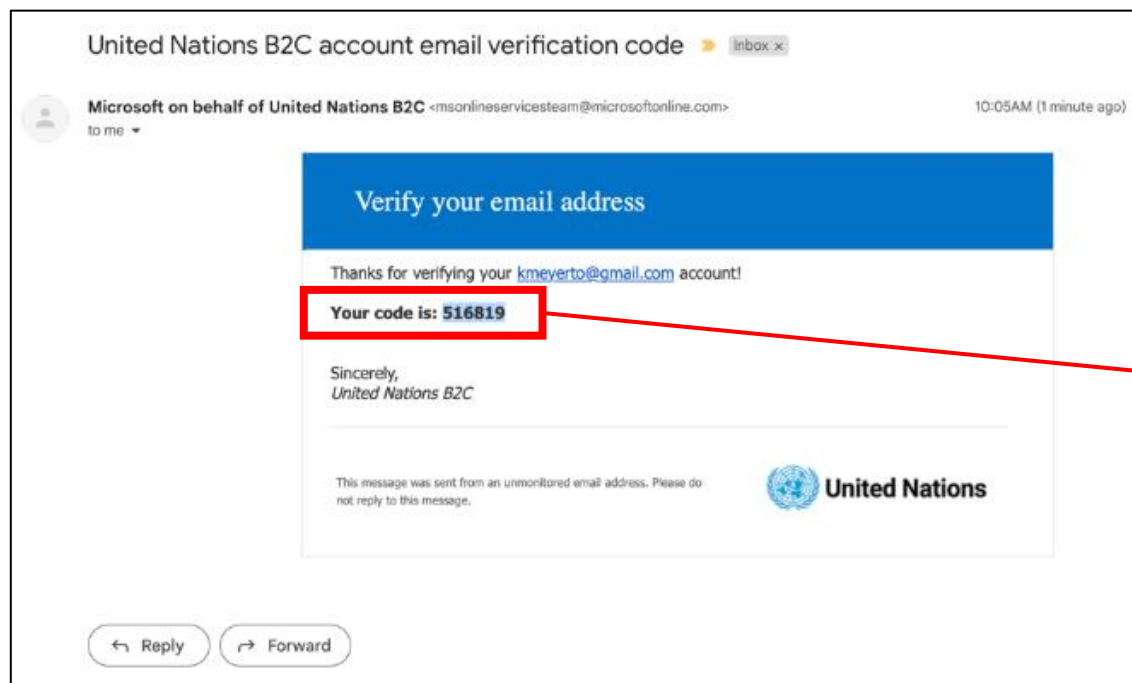 United Nations B2C account email verification code Inbox x
Microsoft on behalf of United Nations B2C <msonlineservicesteam@microsoftonline.com> 10:05AM (1 minute ago)
to me
Verify your email address
Thanks for verifying your kmeyerto@gmail.com account!
Your code is: 516819
Sincerely,
United Nations B2C
This message was sent from an unmonitored email address. Please do
not reply to this message.
United Nations
Reply Forward